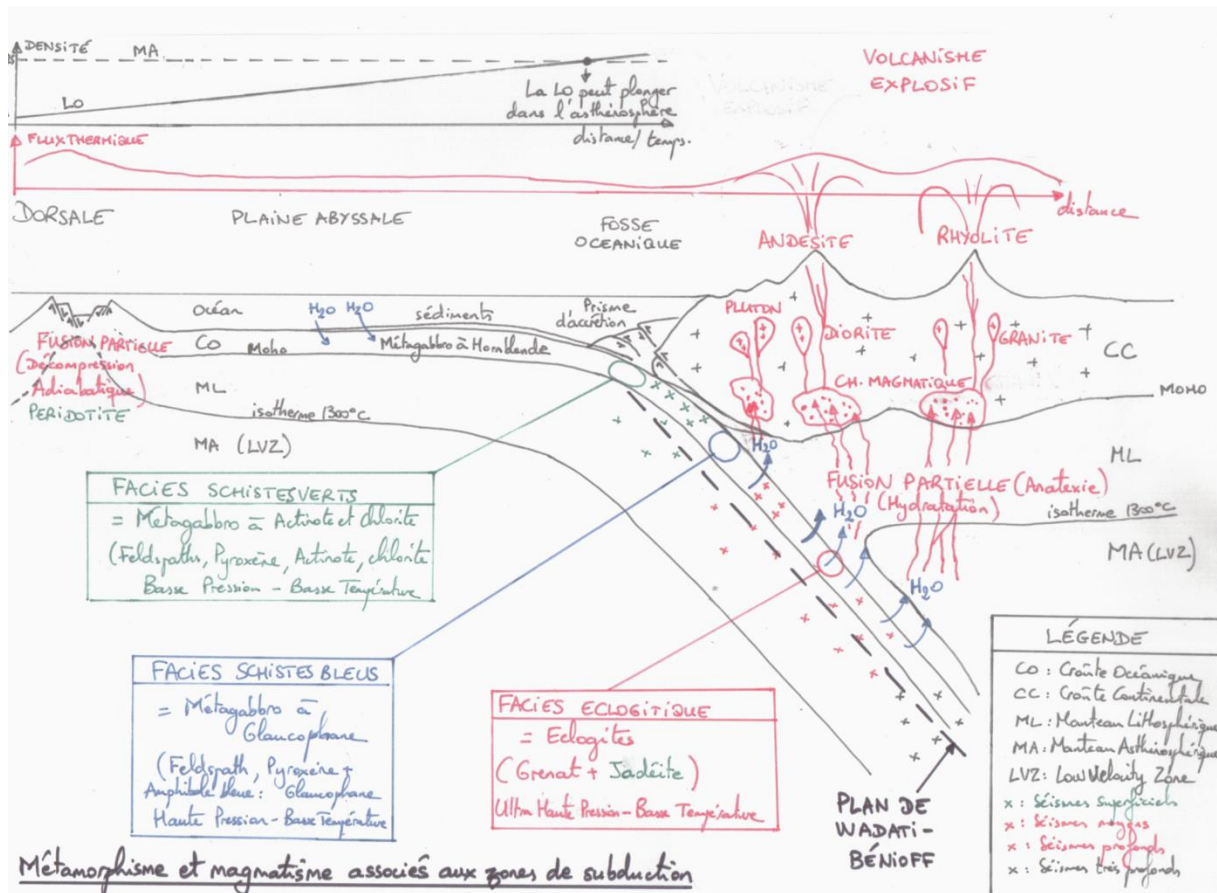 DENSITÉ
MA
LO
La LO peut plonger
dans l'asthénosphère
distance/temps.
VOLCANISME
EXPLOSIF
VOLCANISME
EXPLOSIF
FLUX THERMIQUE
distance
DORSALE
PLAINE ABYSSALE
FOSSE
OCEANIQUE
ANDESITE
RHYOLITE
Océan
H2O
H2O
sédiments
Prisme
d'accrétion
PLUTON
DIORITE
GRANITE
CC
FUSION PARTIELLE
(Décompression
Adiabatique)
PERIDOTITE
CO
Moho
Métagabbro à Hornblende
CH. MAGMATIQUE
MOHO
ML
isotherme 1300°C
MA (LVZ)
H2O
ML
FUSION PARTIELLE (Anatexie)
(Hydratation)
isotherme 1300°C
H2O
MA (LVZ)
H2O
FACIES SCHISTES VERTS
= Métagabbro à Actinote et chlorite
(Feldspaths, Pyroxène, Actinote, chlorite
Basse Pression - Basse Température
FACIES SCHISTES BLEUS
= Métagabbro à
Glaucophane
(Feldspath, Pyroxène +
Amphibole bleue: Glaucophane
Haute Pression - Basse Température
FACIES ECLOGITIQUE
= Eclogites
(Grenat + Jadéite)
Ultra Haute Pression - Basse Température
PLAN DE
WADATI-
BÉNIOFF
LÉGENDE
CO : Croûte Océanique
CC : Croûte Continentale
ML : Manteau Lithosphérique
MA : Manteau Asthénosphérique
LVZ : Low Velocity Zone
x : Séismes superficiels
x : Séismes moyens
x : Séismes profonds
x : Séismes très profonds
Métamorphisme et magmatisme associés aux zones de subduction